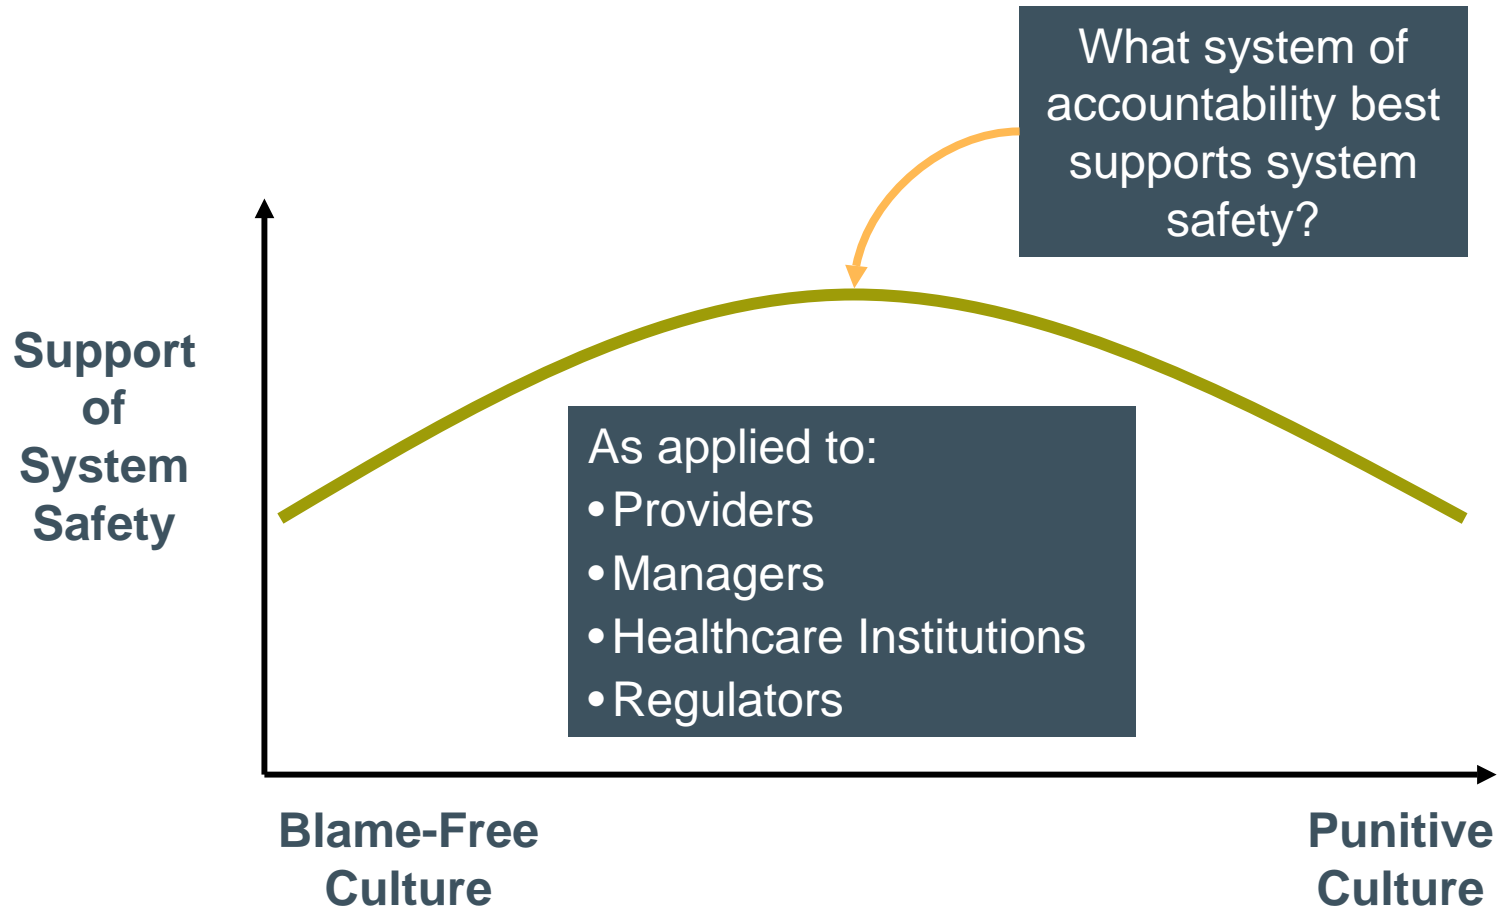 What system of
accountability best
supports system
safety?
Support
of
System
Safety
As applied to:
•Providers
•Managers
•Healthcare Institutions
•Regulators
Blame-Free
Culture
Punitive
Culture